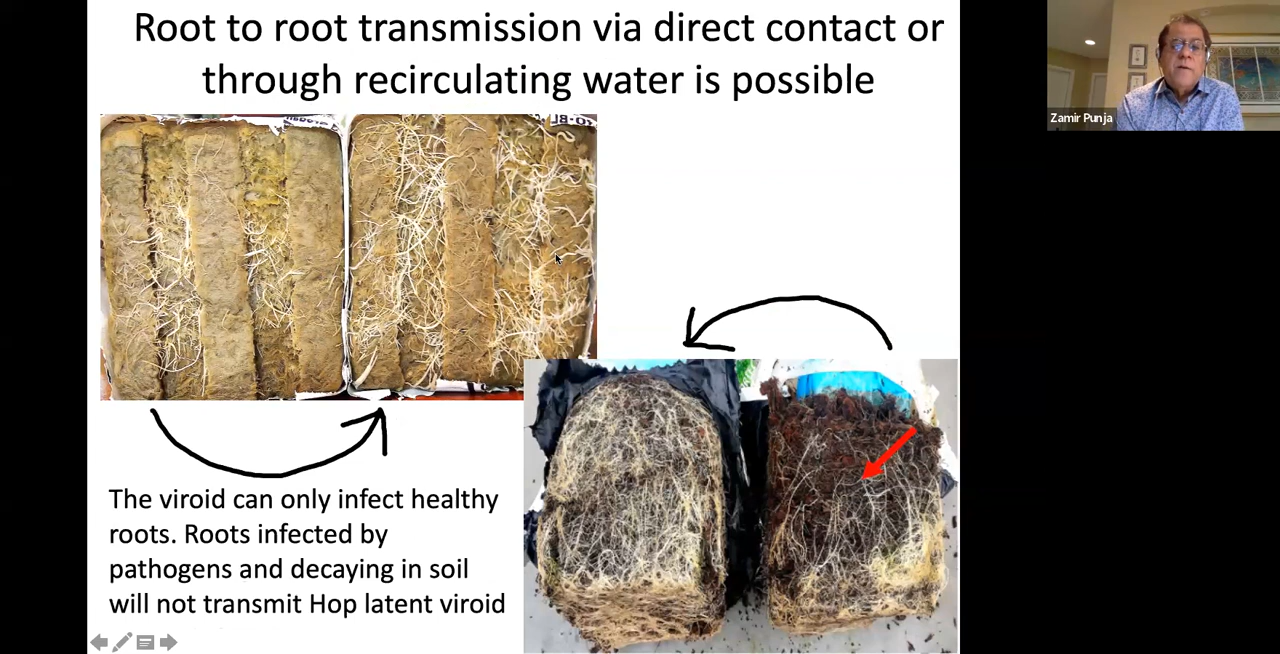 Root to root transmission via direct contact or
through recirculating water is possible
Zamir Punja
The viroid can only infect healthy
roots. Roots infected by
pathogens and decaying in soil
will not transmit Hop latent viroid